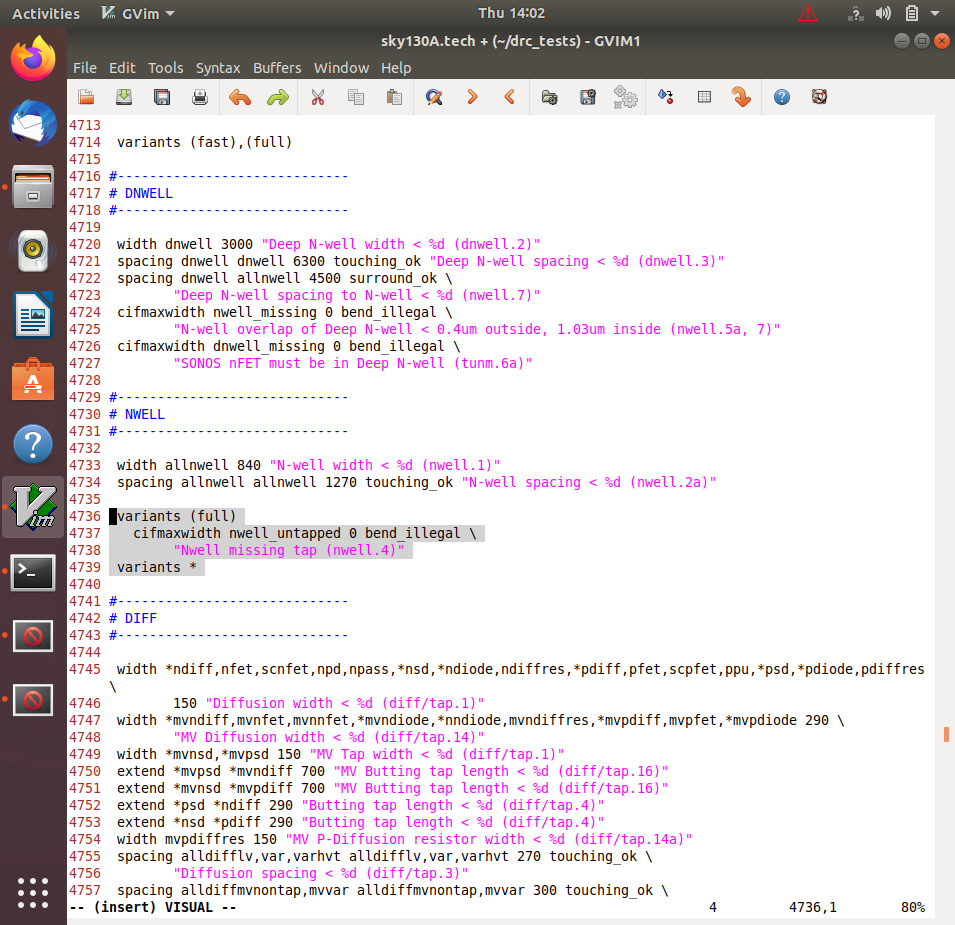 Activities GVim Thu 14:02
sky130A.tech + (~/drc_tests) - GVIM1
File Edit Tools Syntax Buffers Window Help
4713
4714 variants (fast),(full)
4715
4716 #-----------------------------
4717 # DNWELL
4718 #-----------------------------
4719
4720 width dnwell 3000 "Deep N-well width < %d (dnwell.2)"
4721 spacing dnwell dnwell 6300 touching_ok "Deep N-well spacing < %d (dnwell.3)"
4722 spacing dnwell allnwell 4500 surround_ok \
4723 "Deep N-well spacing to N-well < %d (nwell.7)"
4724 cifmaxwidth nwell_missing 0 bend_illegal \
4725 "N-well overlap of Deep N-well < 0.4um outside, 1.03um inside (nwell.5a, 7)"
4726 cifmaxwidth dnwell_missing 0 bend_illegal \
4727 "SONOS nFET must be in Deep N-well (tunm.6a)"
4728
4729 #-----------------------------
4730 # NWELL
4731 #-----------------------------
4732
4733 width allnwell 840 "N-well width < %d (nwell.1)"
4734 spacing allnwell allnwell 1270 touching_ok "N-well spacing < %d (nwell.2a)"
4735
4736 variants (full)
4737 cifmaxwidth nwell_untapped 0 bend_illegal \
4738 "Nwell missing tap (nwell.4)"
4739 variants *
4740
4741 #-----------------------------
4742 # DIFF
4743 #-----------------------------
4744
4745 width *ndiff,nfet,scnfet,npd,npass,*nsd,*ndiode,ndiffres,*pdiff,pfet,scpfet,ppu,*psd,*pdiode,pdiffres
\
4746 150 "Diffusion width < %d (diff/tap.1)"
4747 width *mvndiff,mvnfet,mvnnfet,*mvndiode,*nndiode,mvndiffres,*mvpdiff,mvpfet,*mvpdiode 290 \
4748 "MV Diffusion width < %d (diff/tap.14)"
4749 width *mvnsd,*mvpsd 150 "MV Tap width < %d (diff/tap.1)"
4750 extend *mvpsd *mvndiff 700 "MV Butting tap length < %d (diff/tap.16)"
4751 extend *mvnsd *mvpdiff 700 "MV Butting tap length < %d (diff/tap.16)"
4752 extend *psd *ndiff 290 "Butting tap length < %d (diff/tap.4)"
4753 extend *nsd *pdiff 290 "Butting tap length < %d (diff/tap.4)"
4754 width mvpdiffres 150 "MV P-Diffusion resistor width < %d (diff/tap.14a)"
4755 spacing alldifflv,var,varhvt alldifflv,var,varhvt 270 touching_ok \
4756 "Diffusion spacing < %d (diff/tap.3)"
4757 spacing alldiffmvnontap,mvvar alldiffmvnontap,mvvar 300 touching_ok \
-- (insert) VISUAL -- 4 4736,1 80%